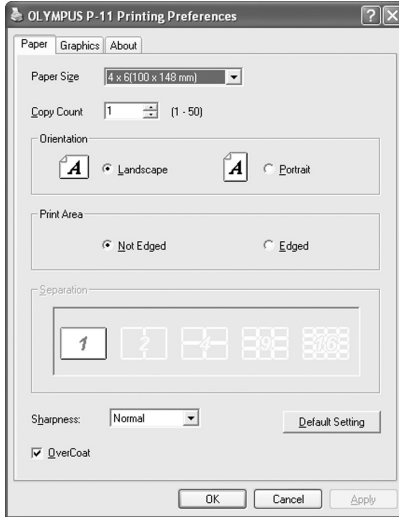 OLYMPUS P-11 Printing Preferences
Paper Graphics About
Paper Size 4 x 6(100 x 148 mm)
Copy Count 1 (1 - 50)
Orientation
A Landscape A Portrait
Print Area
Not Edged Edged
Separation
1 2 4 9 16
Sharpness: Normal Default Setting
OverCoat
OK Cancel Apply